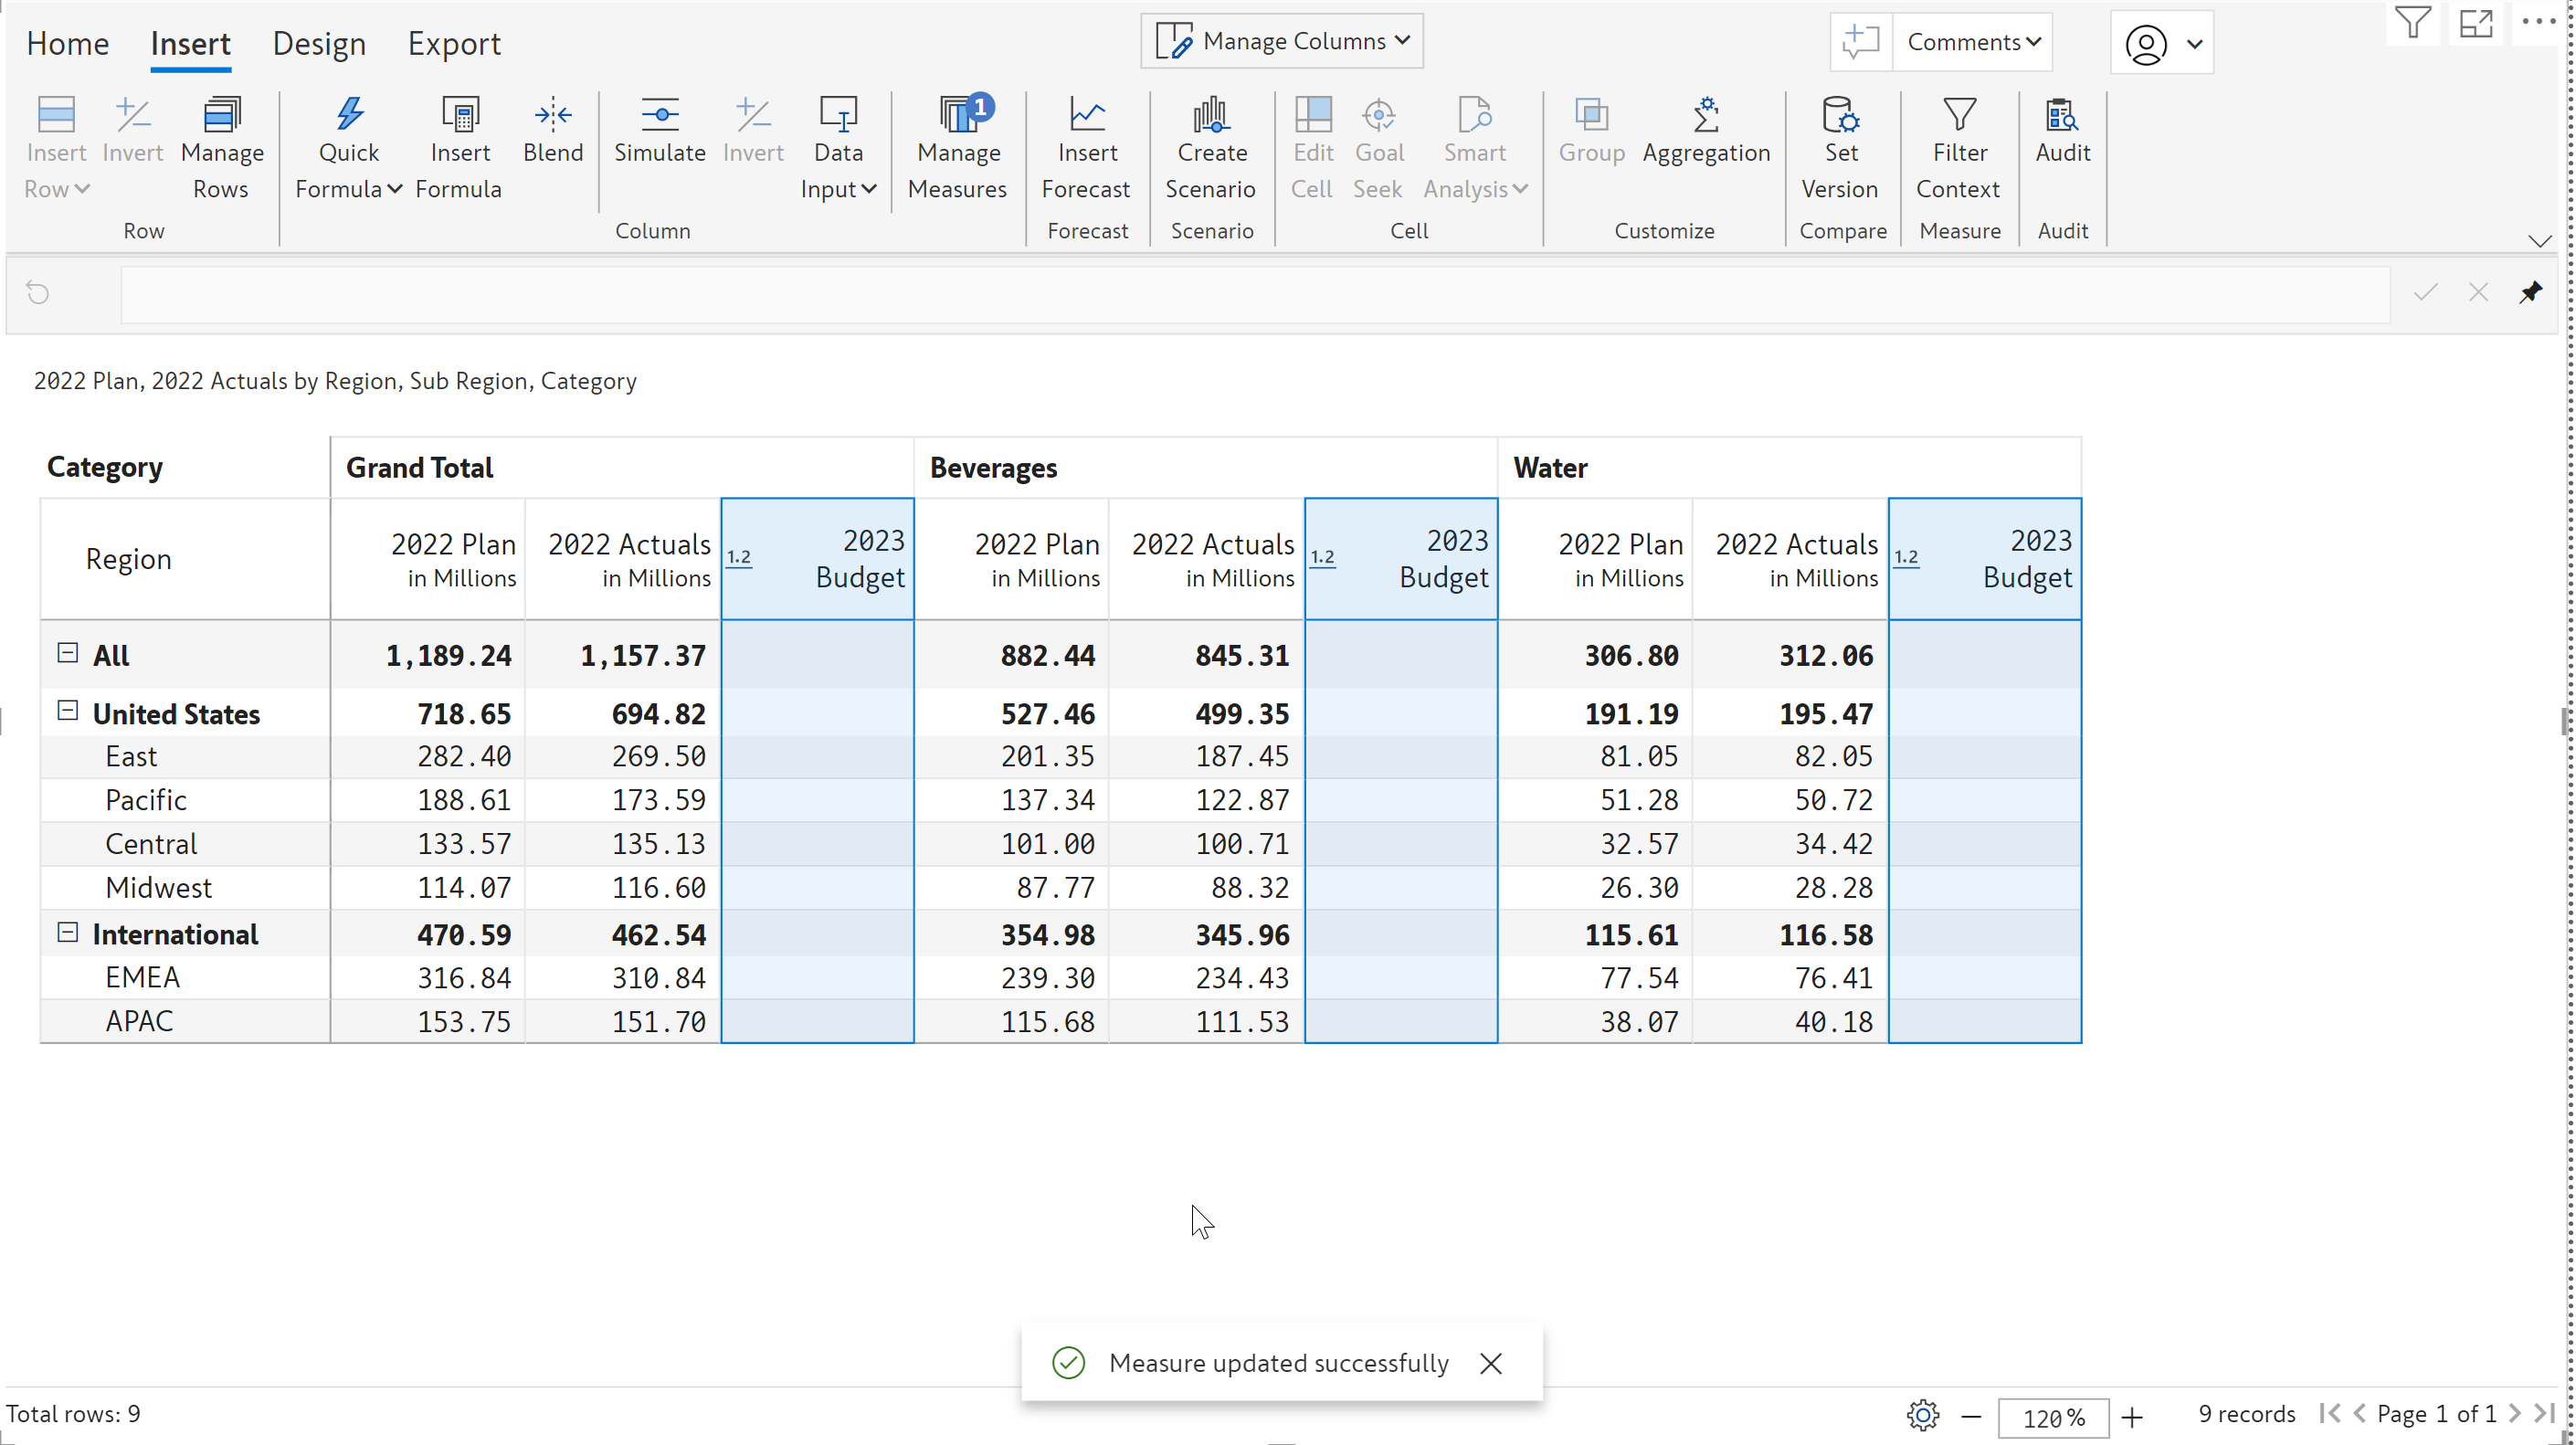 Home Insert Design Export
Manage Columns
Comments
Insert Row
Invert
Manage Rows
Quick Formula
Insert Formula
Blend
Simulate
Invert
Data Input
1
Manage Measures
Insert Forecast
Create Scenario
Edit Cell
Goal Seek
Smart Analysis
Group
Aggregation
Set Version
Filter Context
Audit
Row Column Forecast Scenario Cell Customize Compare Measure Audit
2022 Plan, 2022 Actuals by Region, Sub Region, Category
Category Grand Total Beverages Water
Region 2022 Plan in Millions 2022 Actuals in Millions 1.2 2023 Budget 2022 Plan in Millions 2022 Actuals in Millions 1.2 2023 Budget 2022 Plan in Millions 2022 Actuals in Millions 1.2 2023 Budget
All 1,189.24 1,157.37 882.44 845.31 306.80 312.06
United States 718.65 694.82 527.46 499.35 191.19 195.47
East 282.40 269.50 201.35 187.45 81.05 82.05
Pacific 188.61 173.59 137.34 122.87 51.28 50.72
Central 133.57 135.13 101.00 100.71 32.57 34.42
Midwest 114.07 116.60 87.77 88.32 26.30 28.28
International 470.59 462.54 354.98 345.96 115.61 116.58
EMEA 316.84 310.84 239.30 234.43 77.54 76.41
APAC 153.75 151.70 115.68 111.53 38.07 40.18
Measure updated successfully
Total rows: 9
120%
9 records
Page 1 of 1